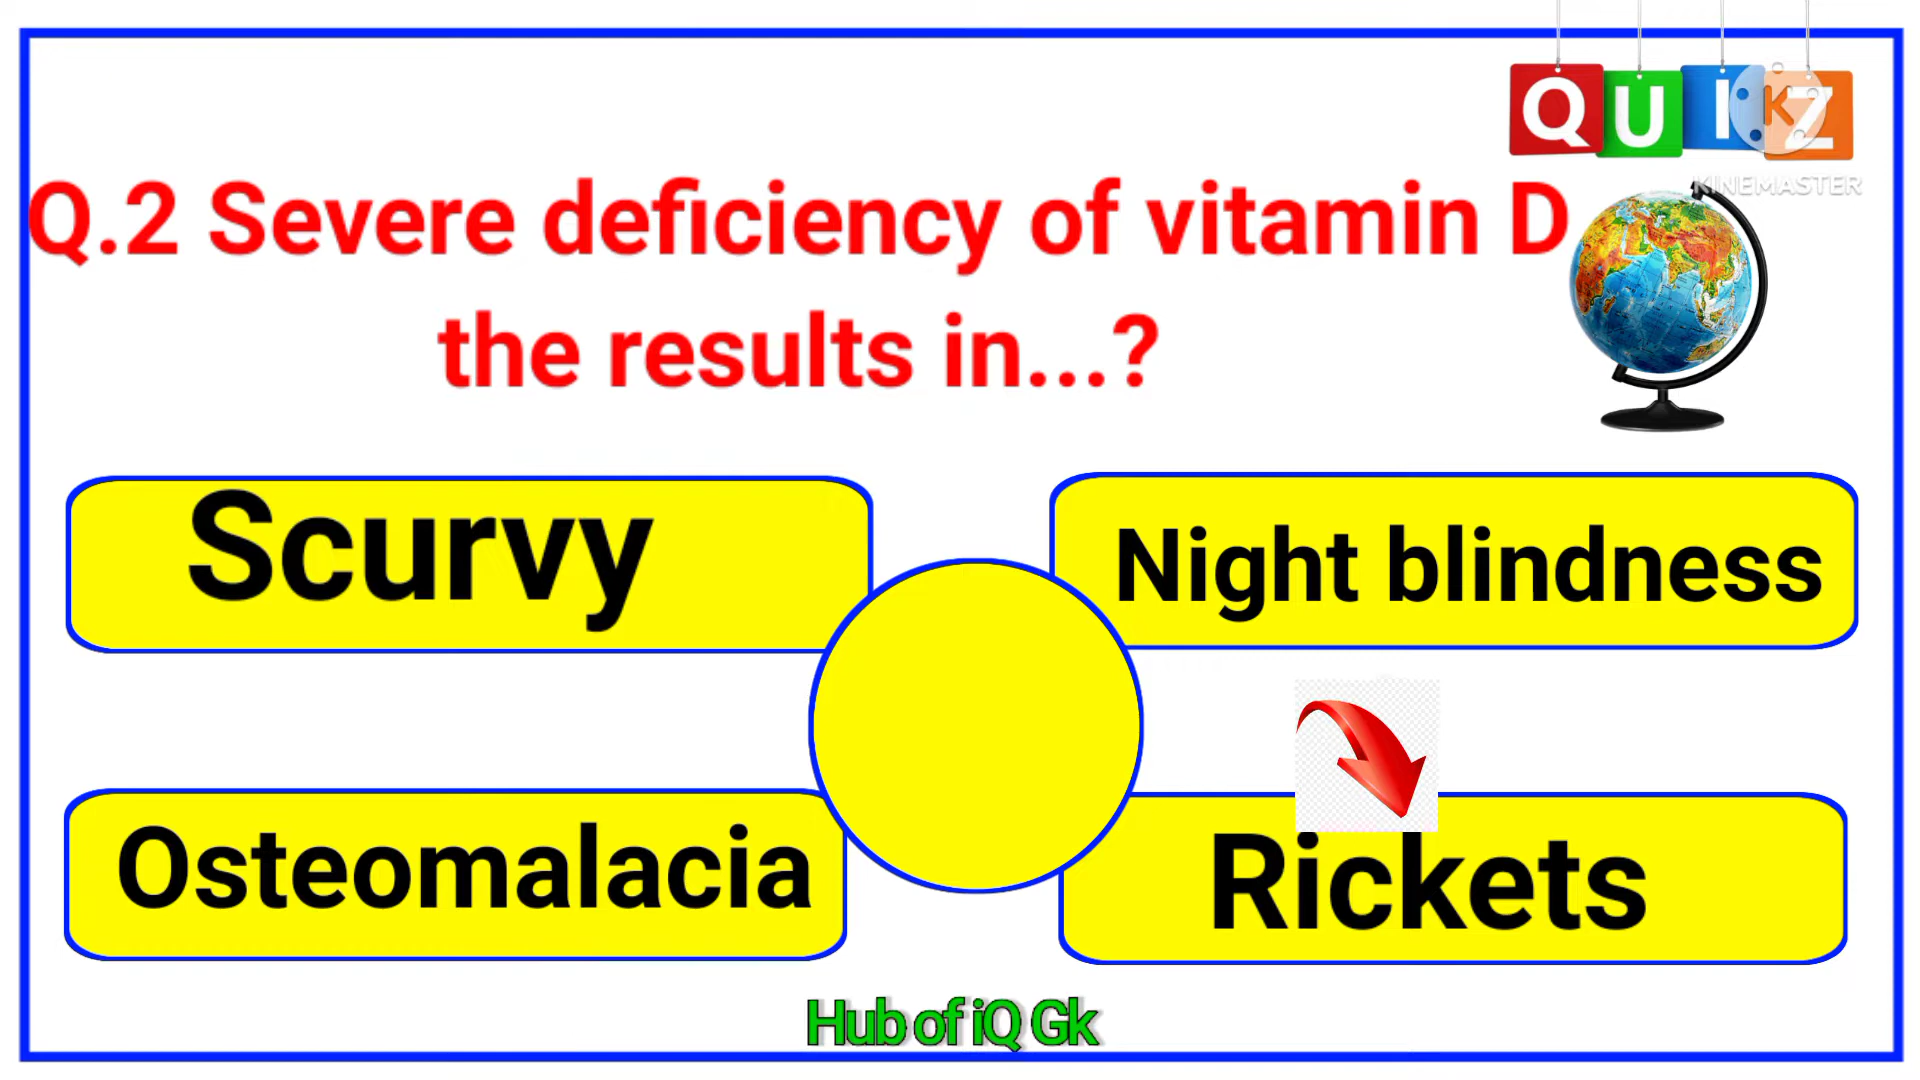 QUIZ
KINEMASTER
Q.2 Severe deficiency of vitamin D
the results in...?
Scurvy
Night blindness
Osteomalacia
Rickets
Hub of iQ Gk